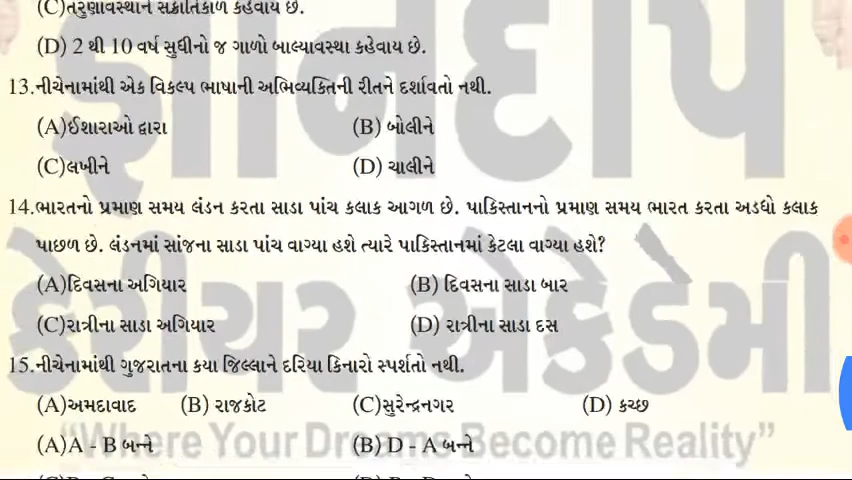 (C)તરુણાવસ્થાને સંક્રાંતિકાળ કહેવાય છે.
(D) 2 થી 10 વર્ષ સુધીનો જ ગાળો બાલ્યાવસ્થા કહેવાય છે.
13.નીચેનામાંથી એક વિકલ્પ ભાષાની અભિવ્યક્તિની રીતને દર્શાવતો નથી.
(A)ઈશારાઓ દ્વારા (B) બોલીને
(C)લખીને (D) ચાલીને
14.ભારતનો પ્રમાણ સમય લંડન કરતા સાડા પાંચ કલાક આગળ છે. પાકિસ્તાનનો પ્રમાણ સમય ભારત કરતા અડધો કલાક
પાછળ છે. લંડનમાં સાંજના સાડા પાંચ વાગ્યા હશે ત્યારે પાકિસ્તાનમાં કેટલા વાગ્યા હશે?
(A)દિવસના અગિયાર (B) દિવસના સાડા બાર
(C)રાત્રીના સાડા અગિયાર (D) રાત્રીના સાડા દસ
15.નીચેનામાંથી ગુજરાતના કયા જિલ્લાને દરિયા કિનારો સ્પર્શતો નથી.
(A)અમદાવાદ (B) રાજકોટ (C)સુરેન્દ્રનગર (D) કચ્છ
(A)A - B બન્ને (B) D - A બન્ને
જ્ઞાનદીપ
કેરીયર એકેડેમી
“Where Your Dreams Become Reality”